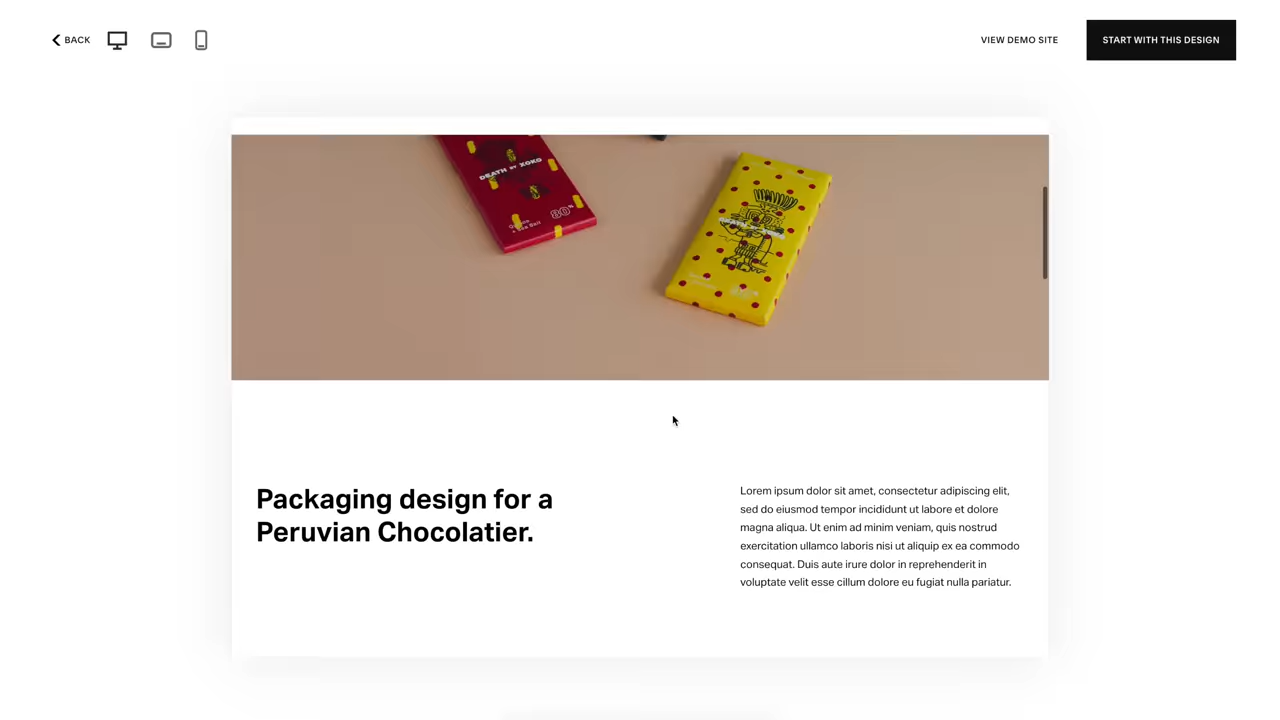 BACK
VIEW DEMO SITE
START WITH THIS DESIGN
DEATH BY XOKO
80%
Packaging design for a
Peruvian Chocolatier.
Lorem ipsum dolor sit amet, consectetur adipiscing elit,
sed do eiusmod tempor incididunt ut labore et dolore
magna aliqua. Ut enim ad minim veniam, quis nostrud
exercitation ullamco laboris nisi ut aliquip ex ea commodo
consequat. Duis aute irure dolor in reprehenderit in
voluptate velit esse cillum dolore eu fugiat nulla pariatur.